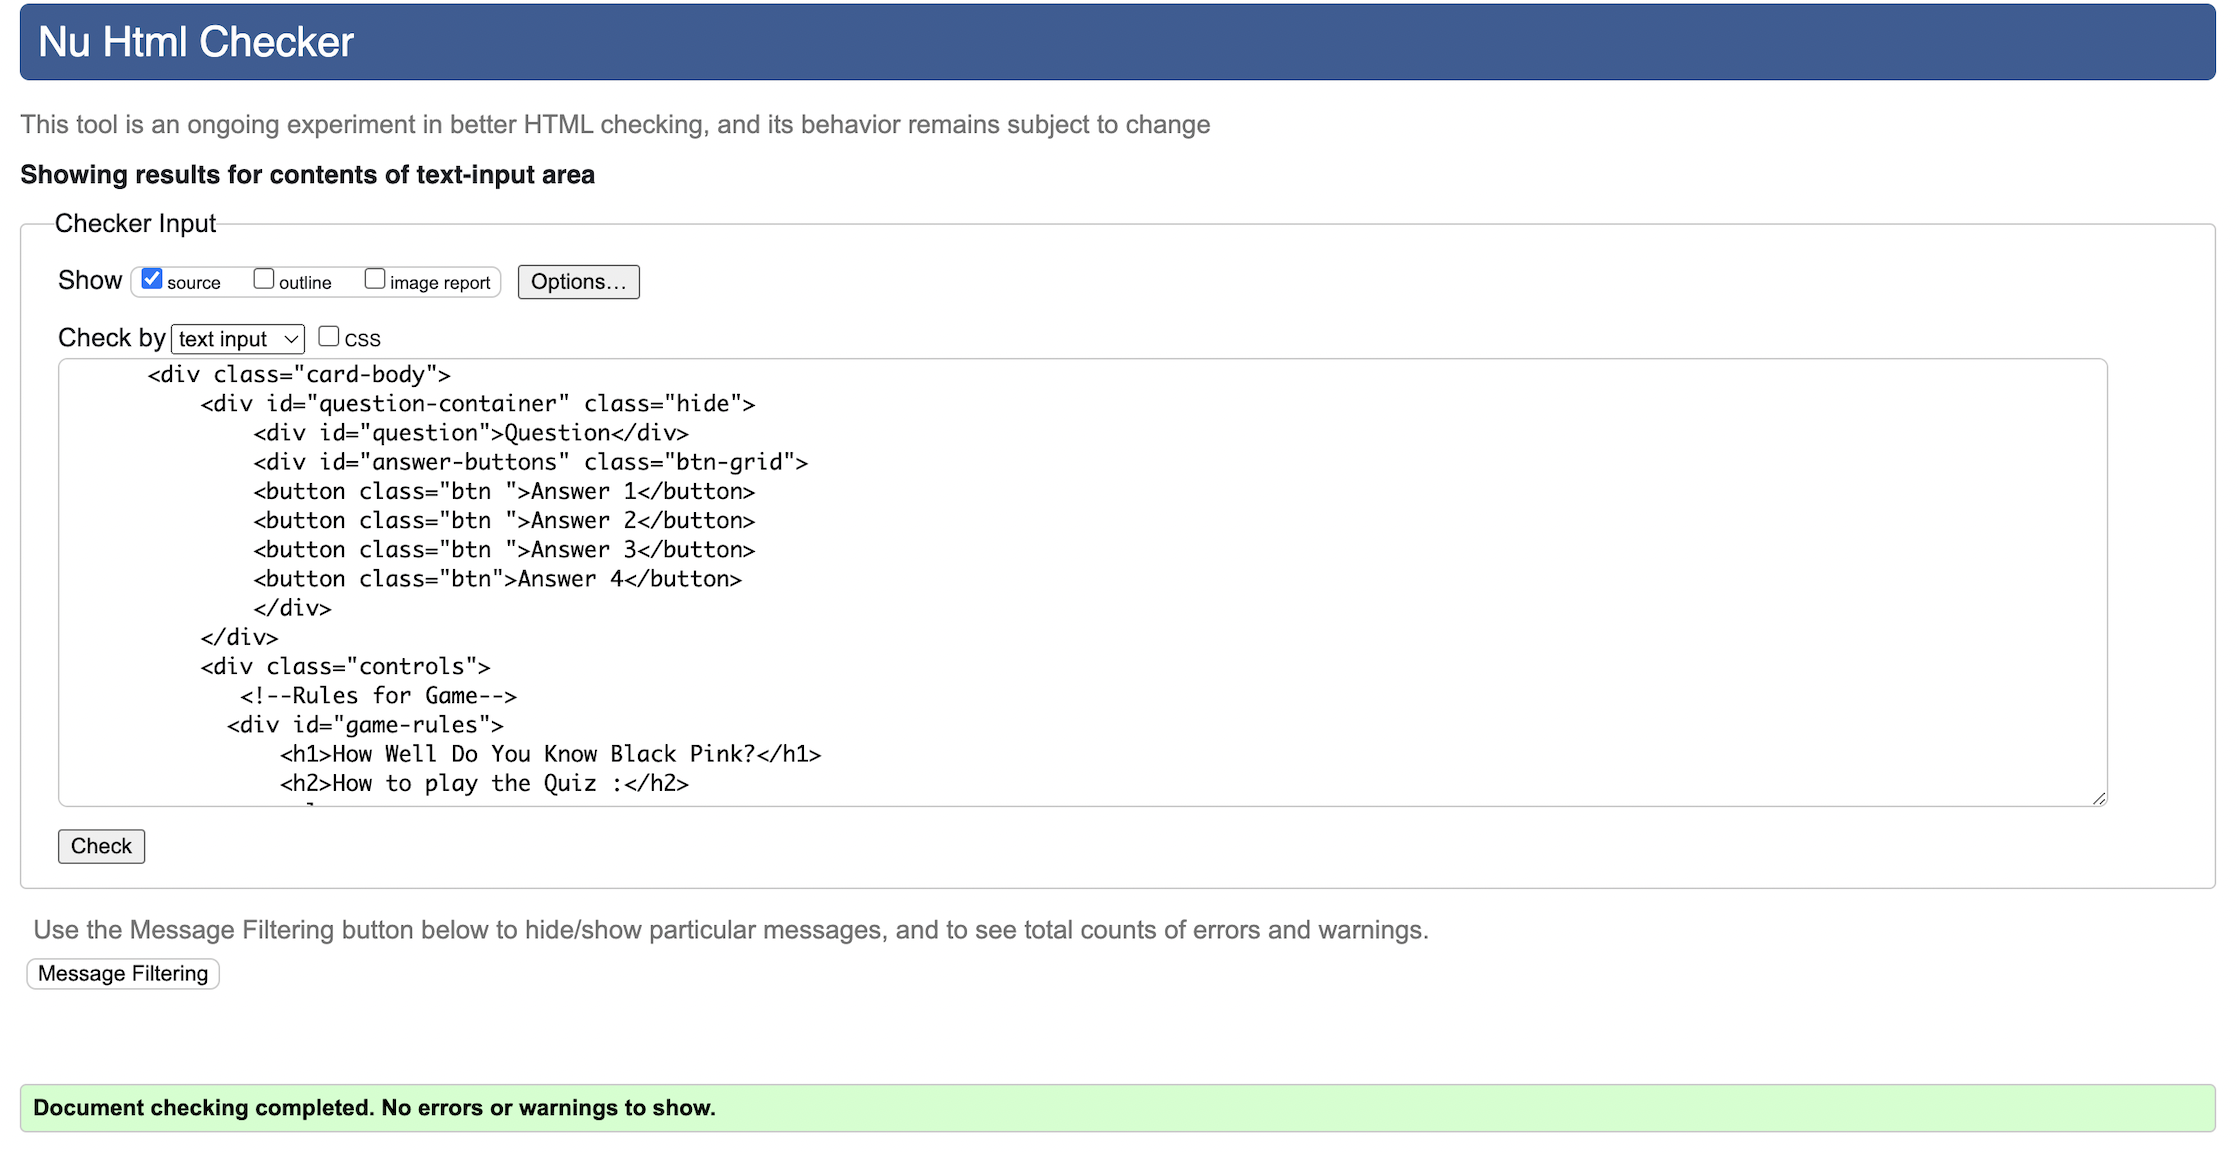 Nu Html Checker
This tool is an ongoing experiment in better HTML checking, and its behavior remains subject to change
Showing results for contents of text-input area
Checker Input
Show source outline image report Options...
Check by text input CSS
<div class="card-body">
<div id="question-container" class="hide">
<div id="question">Question</div>
<div id="answer-buttons" class="btn-grid">
<button class="btn ">Answer 1</button>
<button class="btn ">Answer 2</button>
<button class="btn ">Answer 3</button>
<button class="btn">Answer 4</button>
</div>
</div>
<div class="controls">
<!--Rules for Game-->
<div id="game-rules">
<h1>How Well Do You Know Black Pink?</h1>
<h2>How to play the Quiz :</h2>
Check
Use the Message Filtering button below to hide/show particular messages, and to see total counts of errors and warnings.
Message Filtering
Document checking completed. No errors or warnings to show.